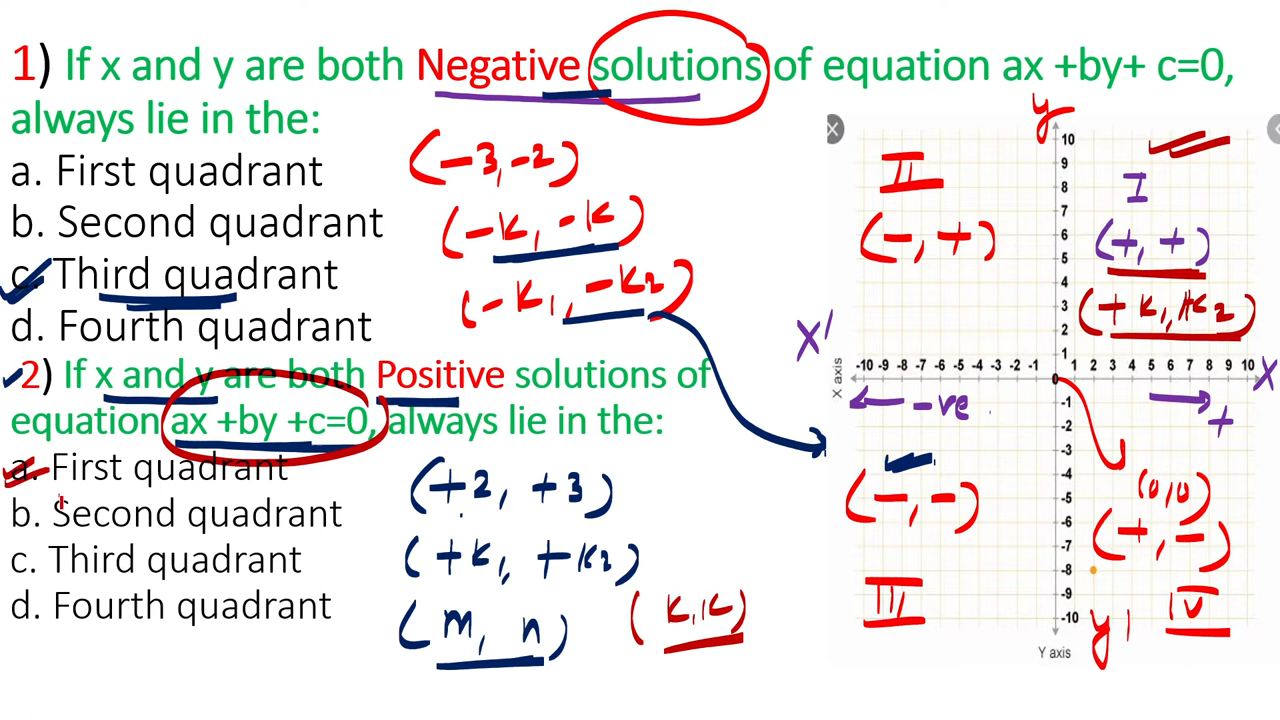 1) If x and y are both Negative solutions of equation ax +by+ c=0,
always lie in the:
a. First quadrant
b. Second quadrant
c. Third quadrant
d. Fourth quadrant
(-3,-2)
(-k, -k)
(-k1, -k2)
2) If x and y are both Positive solutions of
equation ax +by +c=0, always lie in the:
a. First quadrant
b. Second quadrant
c. Third quadrant
d. Fourth quadrant
(+2, +3)
(+k1, +k2)
(m, n)
(k,k)
y
10
9
8
7
6
5
4
3
2
1
II
(-, +)
I
(+, +)
(+k1,+k2)
X'
X axis
-10 -9 -8 -7 -6 -5 -4 -3 -2 -1 0 1 2 3 4 5 6 7 8 9 10
X
-ve
+
-1
-2
-3
-4
-5
-6
-7
-8
-9
-10
(-, -)
III
(0,0)
(+, -)
IV
y'
Y axis